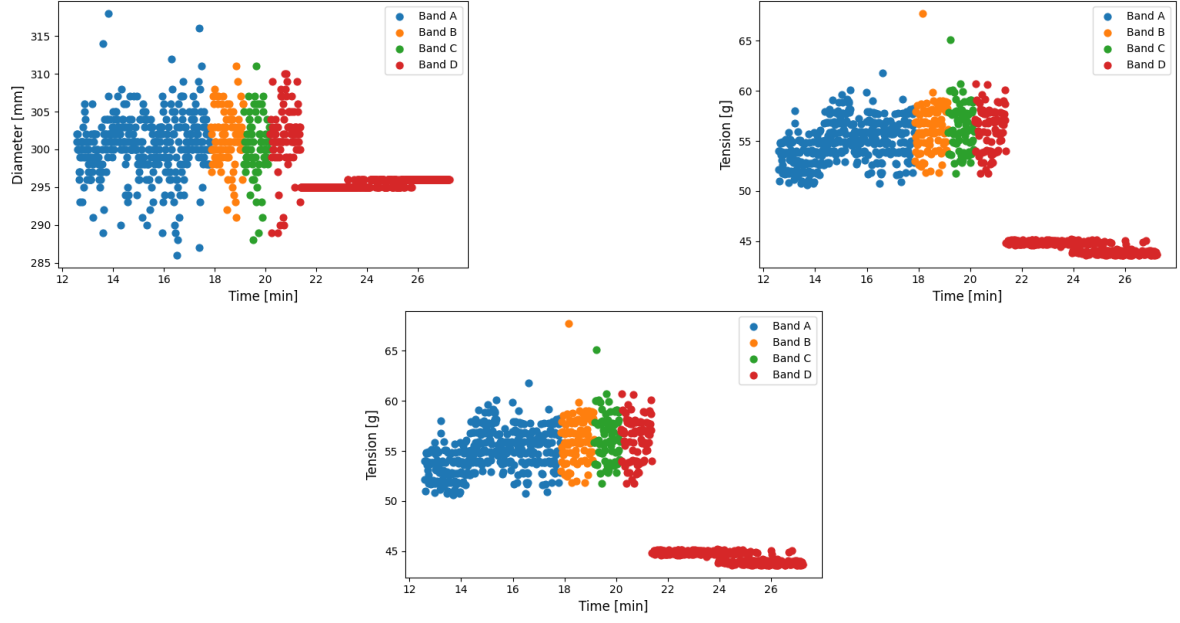 Diameter [mm]
315
310
305
300
295
290
285
12 14 16 18 20 22 24 26
Time [min]
Band A
Band B
Band C
Band D
Tension [g]
65
60
55
50
45
12 14 16 18 20 22 24 26
Time [min]
Band A
Band B
Band C
Band D
Tension [g]
65
60
55
50
45
12 14 16 18 20 22 24 26
Time [min]
Band A
Band B
Band C
Band D